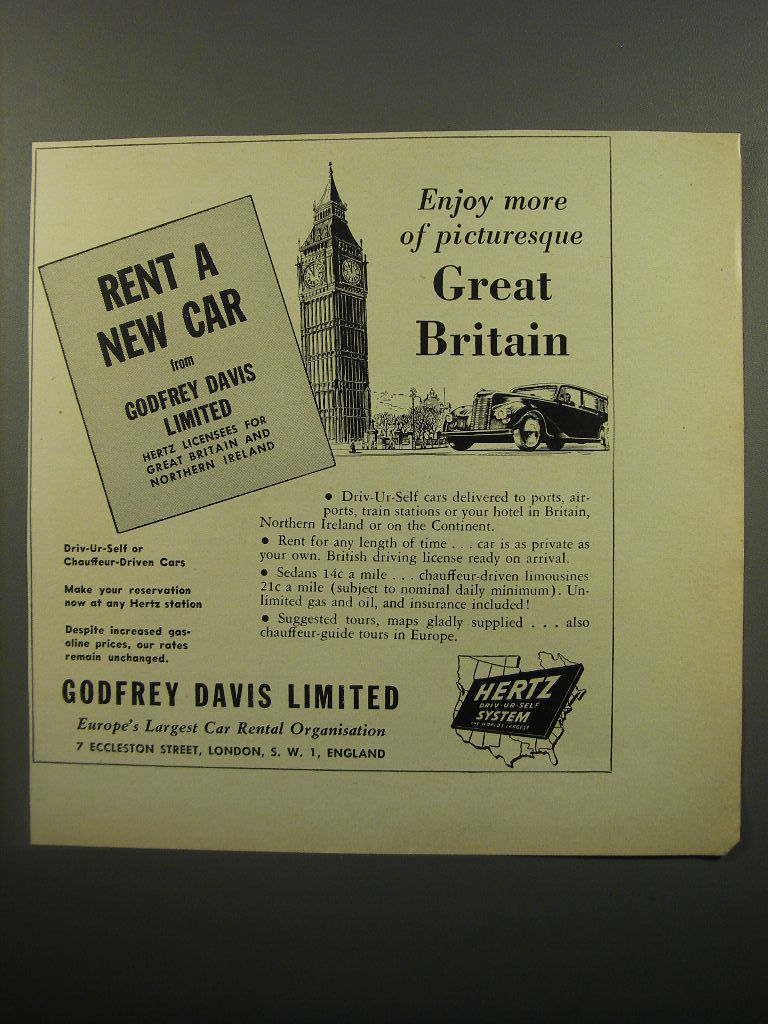 RENT A
NEW CAR
from
GODFREY DAVIS
LIMITED
HERTZ LICENSEES FOR
GREAT BRITAIN AND
NORTHERN IRELAND
Enjoy more
of picturesque
Great
Britain
• Driv-Ur-Self cars delivered to ports, air-
ports, train stations or your hotel in Britain,
Northern Ireland or on the Continent.
• Rent for any length of time . . . car is as private as
your own. British driving license ready on arrival.
• Sedans 14c a mile . . . chauffeur-driven limousines
21c a mile (subject to nominal daily minimum). Un-
limited gas and oil, and insurance included!
• Suggested tours, maps gladly supplied . . . also
chauffeur-guide tours in Europe.
Driv-Ur-Self or
Chauffeur-Driven Cars
Make your reservation
now at any Hertz station
Despite increased gas-
oline prices, our rates
remain unchanged.
GODFREY DAVIS LIMITED
Europe's Largest Car Rental Organisation
7 ECCLESTON STREET, LONDON, S. W. 1, ENGLAND
HERTZ
DRIV-UR-SELF
SYSTEM
THE WORLD'S LARGEST